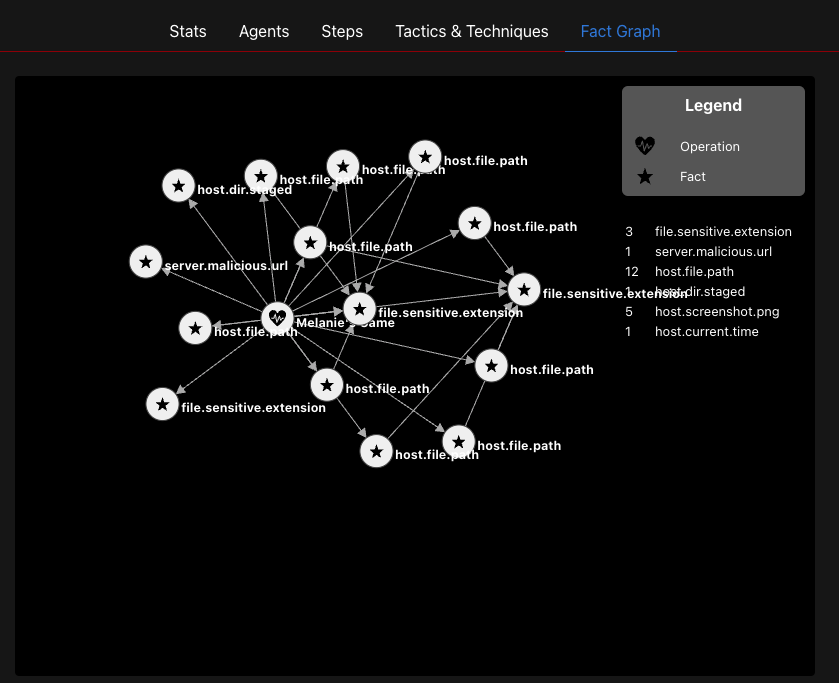 Stats Agents Steps Tactics & Techniques Fact Graph
Legend
Operation
Fact
3 file.sensitive.extension
1 server.malicious.url
12 host.file.path
1 host.dir.staged
5 host.screenshot.png
1 host.current.time
host.file.path
host.file.path
host.file.path
host.dir.staged
host.file.path
host.file.path
server.malicious.url
file.sensitive.extension
file.sensitive.extension
Melanie's Game
host.file.path
host.file.path
host.file.path
file.sensitive.extension
host.file.path
host.file.path